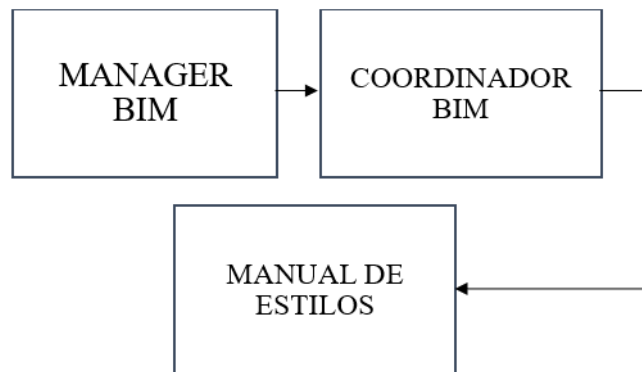 MANAGER
BIM
COORDINADOR
BIM
MANUAL DE
ESTILOS